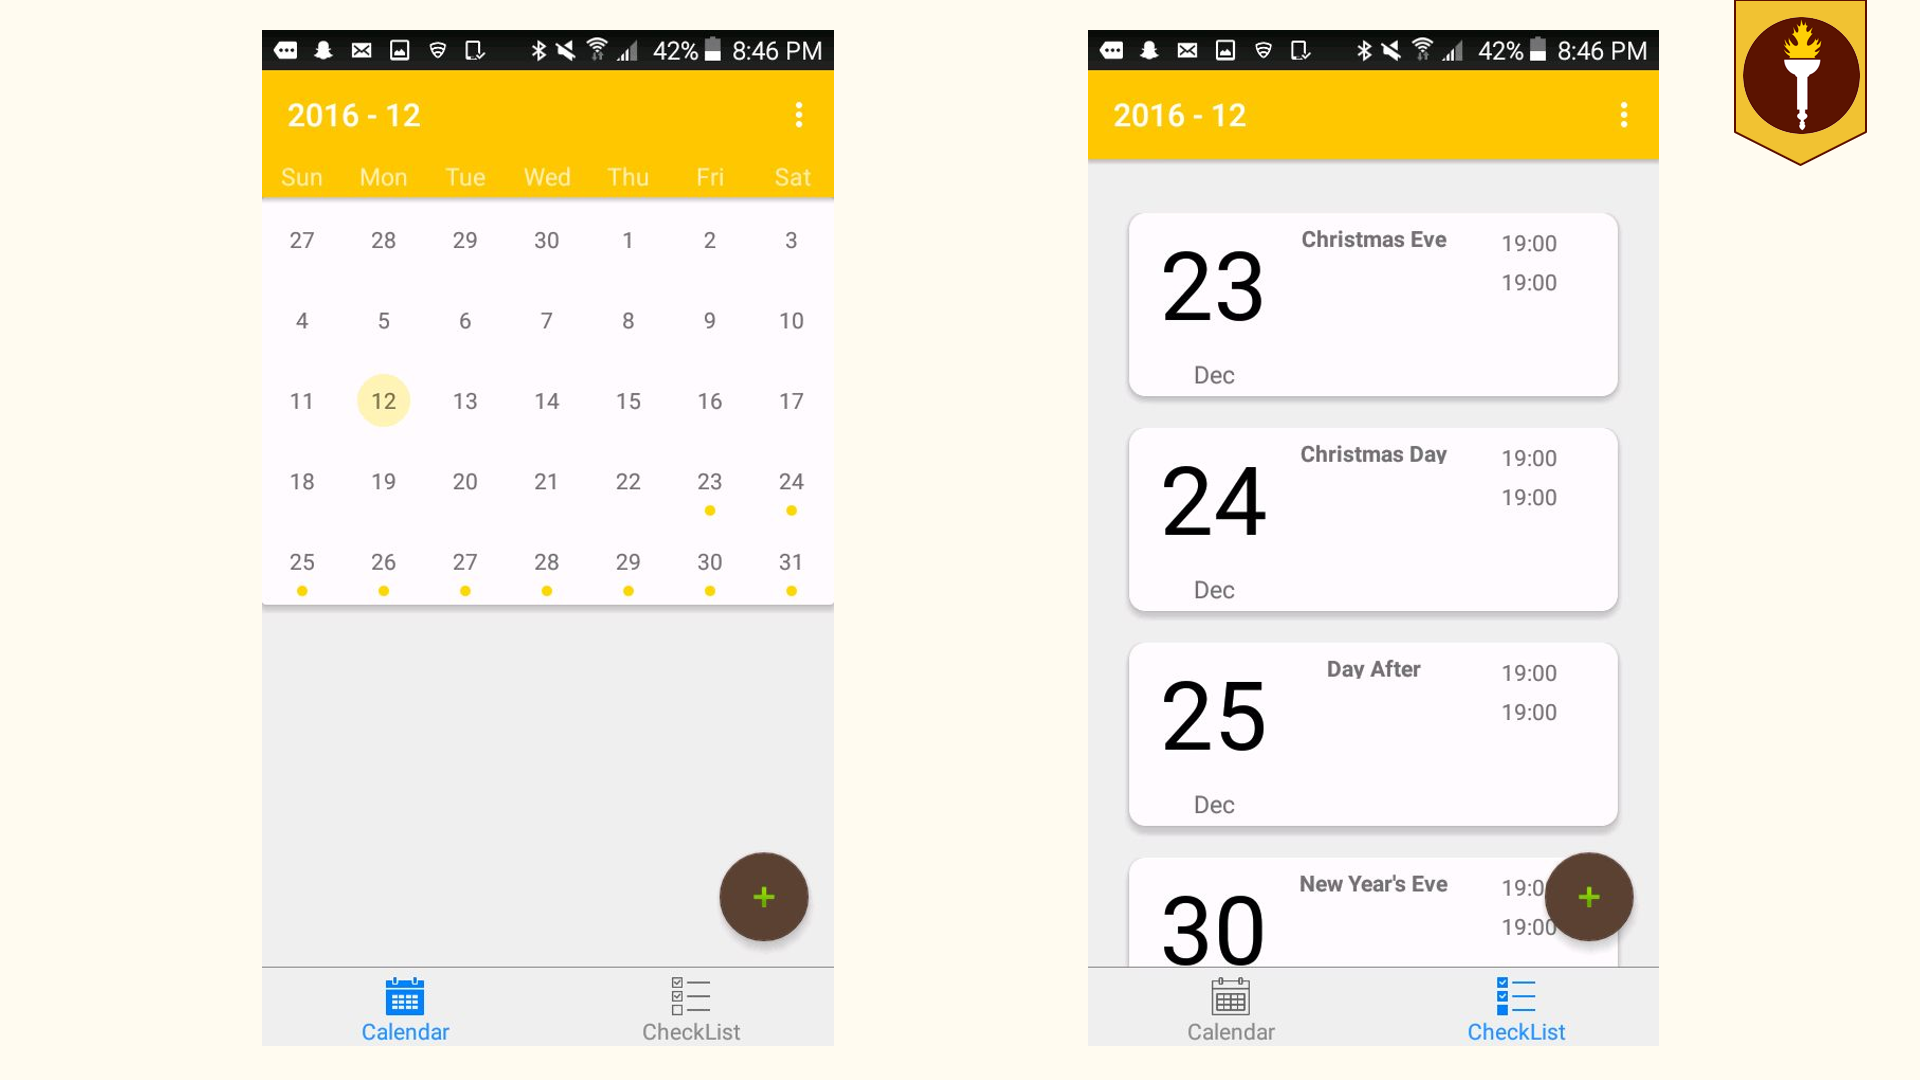 42% 8:46 PM
2016 - 12
Sun Mon Tue Wed Thu Fri Sat
27 28 29 30 1 2 3
4 5 6 7 8 9 10
11 12 13 14 15 16 17
18 19 20 21 22 23 24
25 26 27 28 29 30 31
+
Calendar CheckList
42% 8:46 PM
2016 - 12
Christmas Eve 19:00
23 19:00
Dec
Christmas Day 19:00
24 19:00
Dec
Day After 19:00
25 19:00
Dec
New Year's Eve 19:0
30 19:00
+
Calendar CheckList